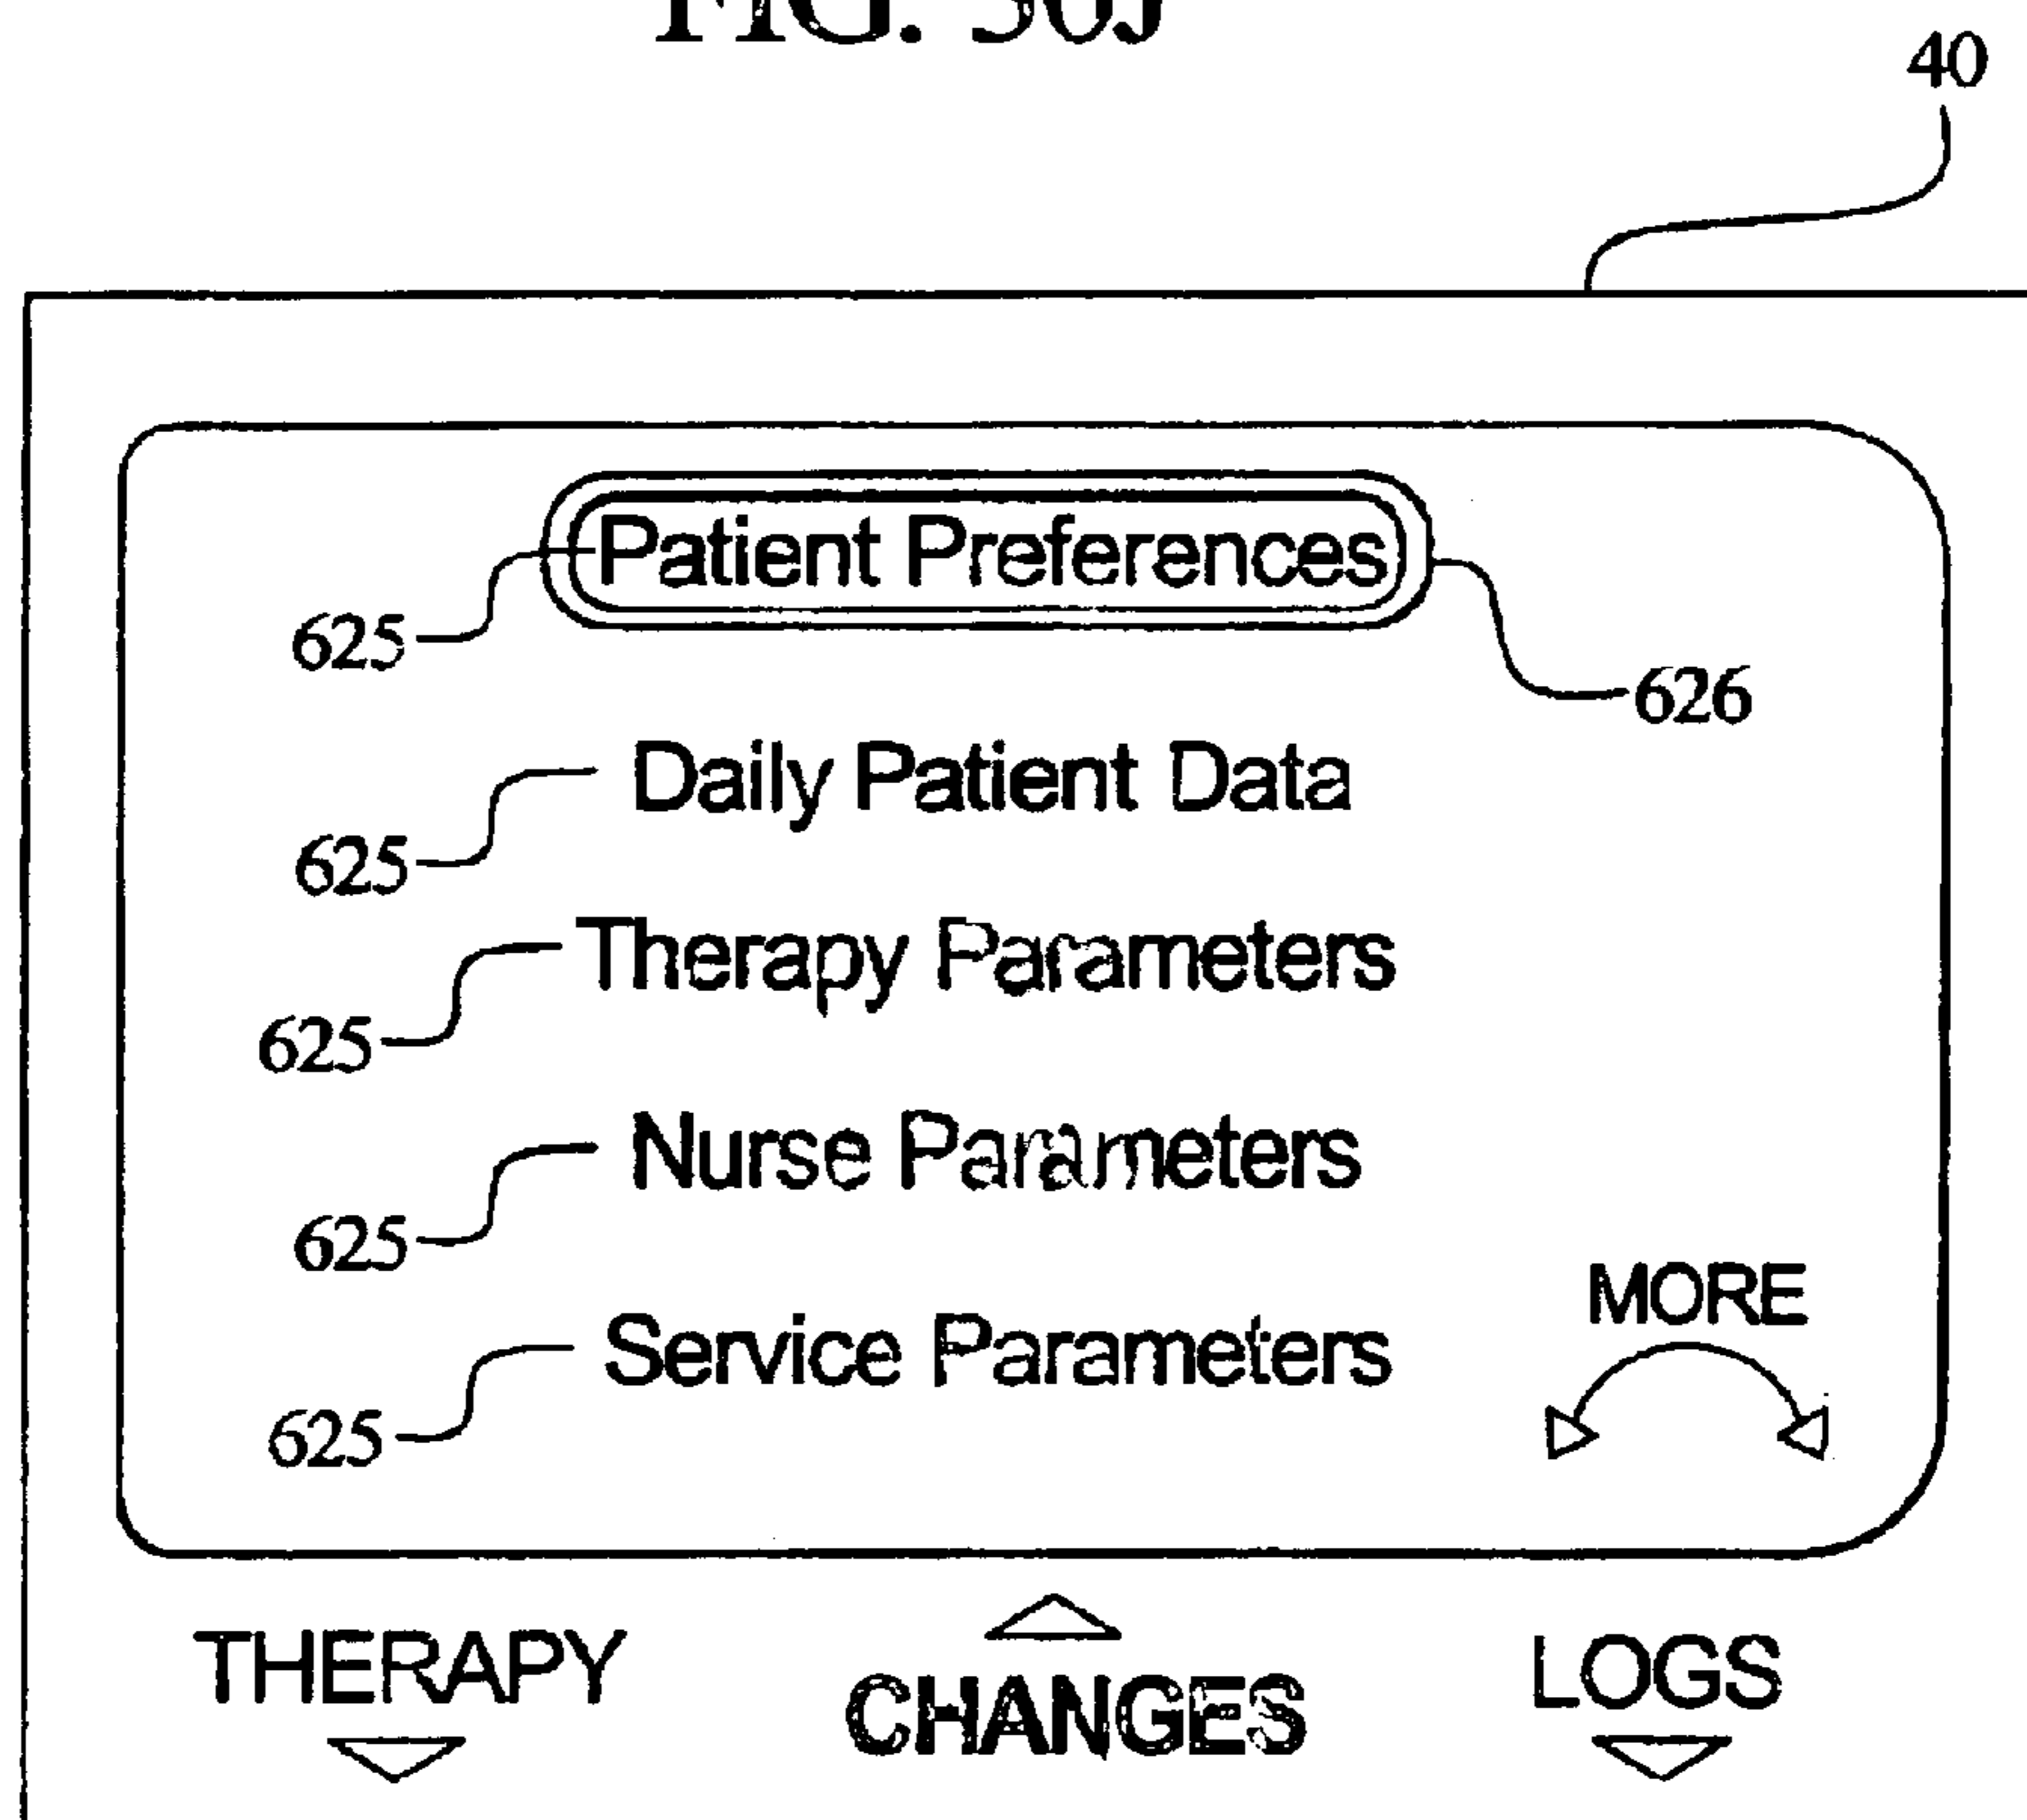 40
Patient Preferences
625
626
Daily Patient Data
625
Therapy Parameters
625
Nurse Parameters
625
MORE
Service Parameters
625
THERAPY
CHANGES
LOGS